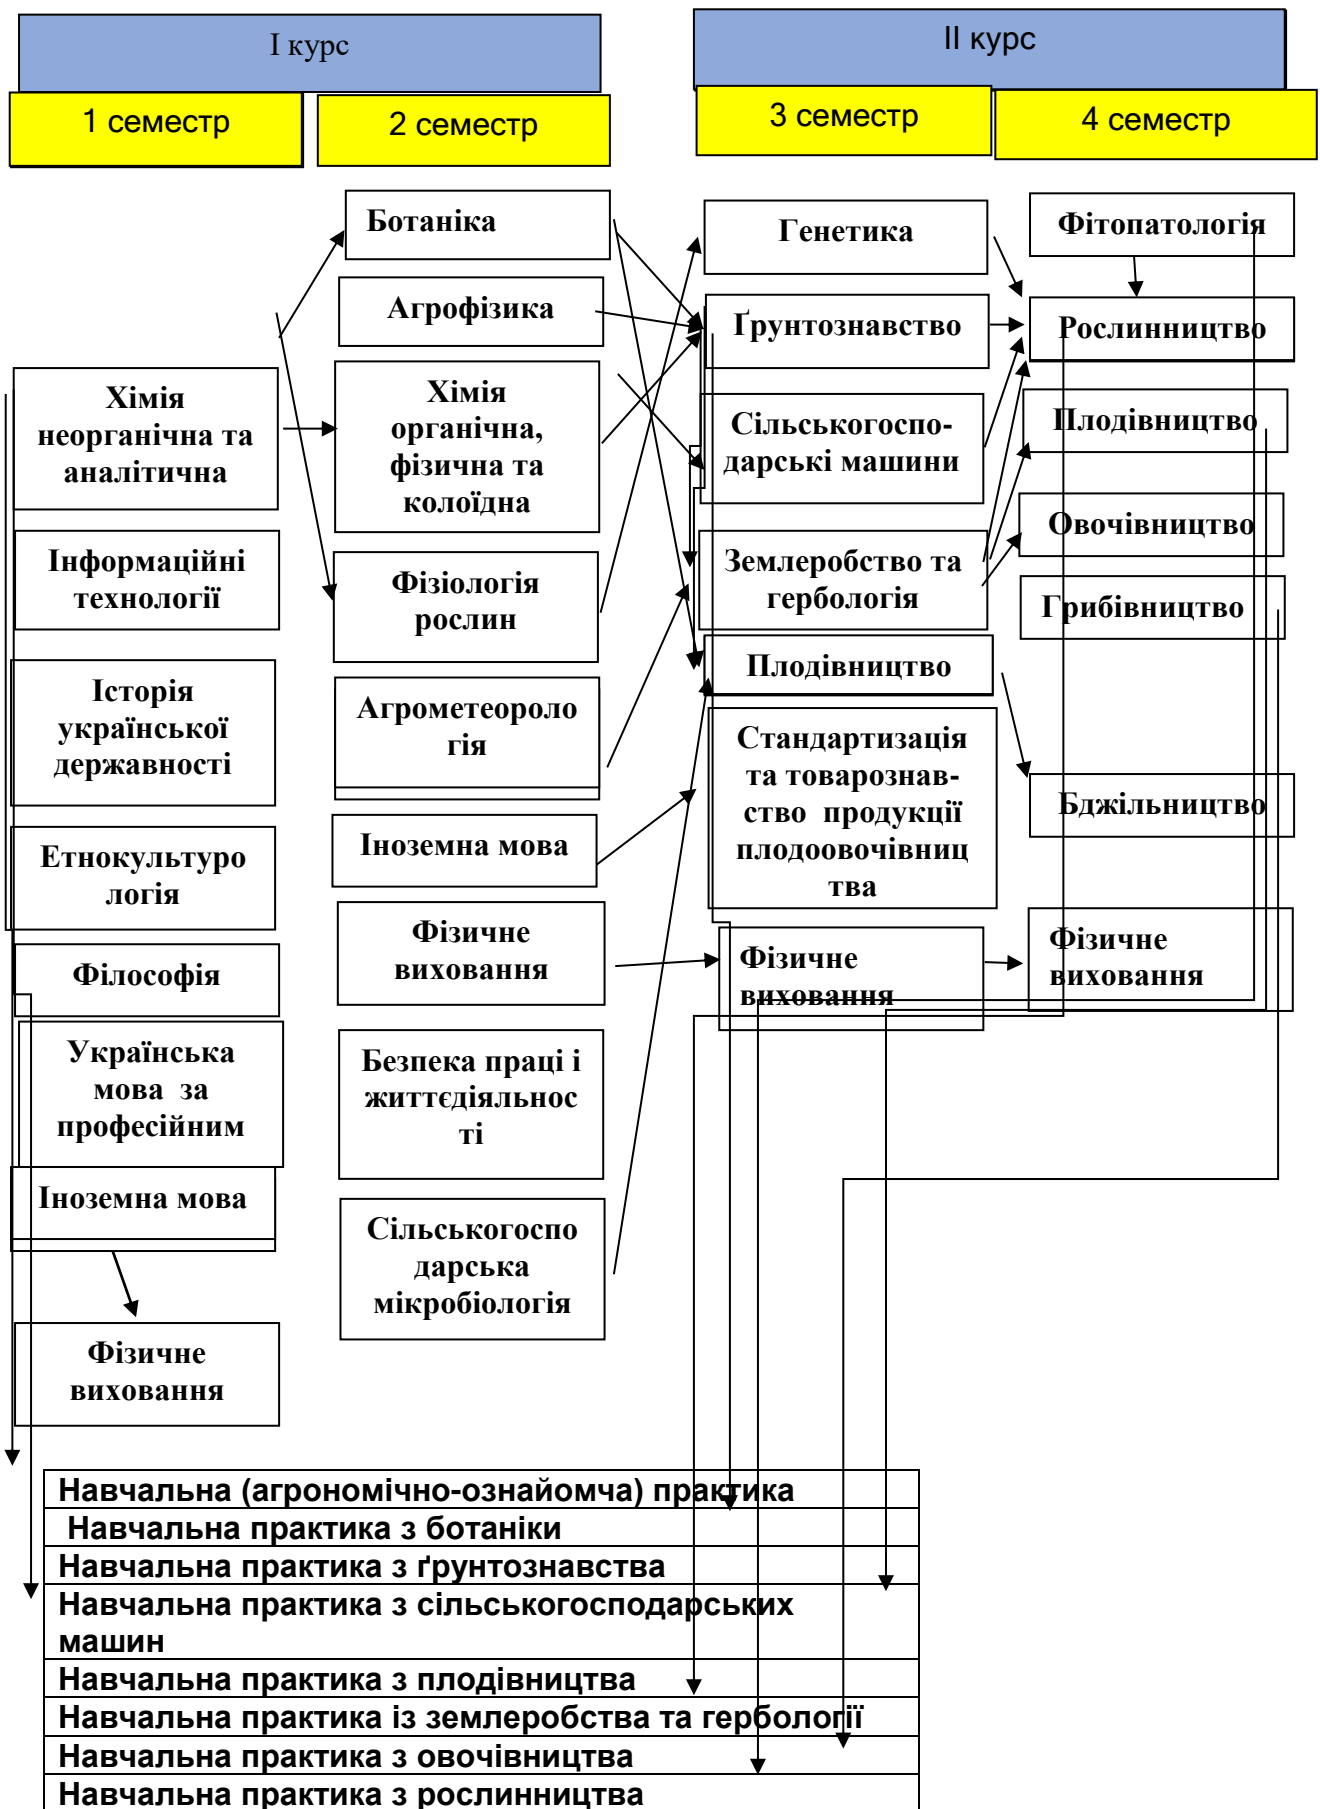 І курс
ІІ курс
1 семестр
2 семестр
3 семестр
4 семестр
Хімія
неорганічна та
аналітична
Інформаційні
технології
Історія
української
державності
Етнокультуро
логія
Філософія
Українська
мова за
професійним
Іноземна мова
Фізичне
виховання
Ботаніка
Агрофізика
Хімія
органічна,
фізична та
колоїдна
Фізіологія
рослин
Агрометеороло
гія
Іноземна мова
Фізичне
виховання
Безпека праці і
життєдіяльнос
ті
Сільськогоспо
дарська
мікробіологія
Генетика
Ґрунтознавство
Сільськогоспо-
дарські машини
Землеробство та
гербологія
Плодівництво
Стандартизація
та товарознав-
ство продукції
плодоовочівниц
тва
Фізичне
виховання
Фітопатологія
Рослинництво
Плодівництво
Овочівництво
Грибівництво
Бджільництво
Фізичне
виховання
Навчальна (агрономічно-ознайомча) практика
Навчальна практика з ботаніки
Навчальна практика з ґрунтознавства
Навчальна практика з сільськогосподарських
машин
Навчальна практика з плодівництва
Навчальна практика із землеробства та гербології
Навчальна практика з овочівництва
Навчальна практика з рослинництва